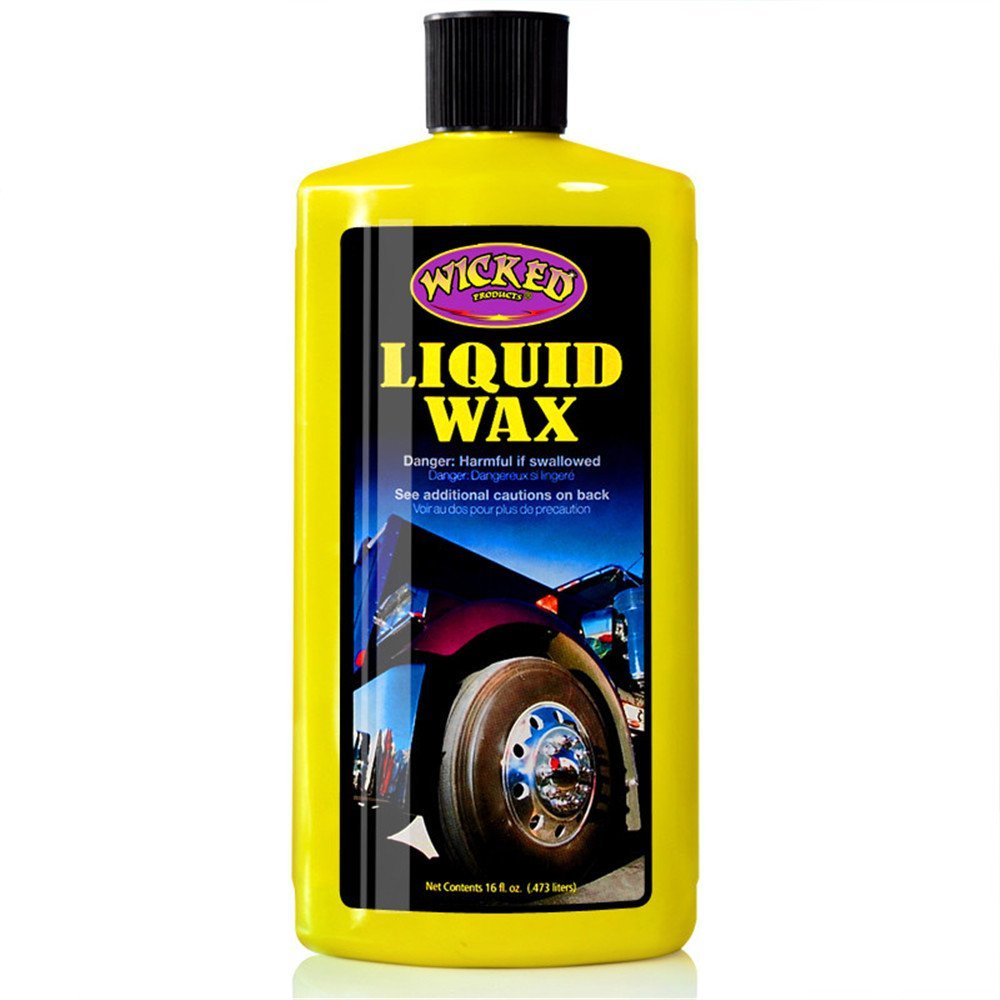 WICKED
PRODUCTS®
LIQUID
WAX
Danger: Harmful if swallowed
Danger: Dangereux si lingeré
See additional cautions on back
Voir au dos pour plus de precaution
Net Contents 16 fl. oz. (.473 liters)